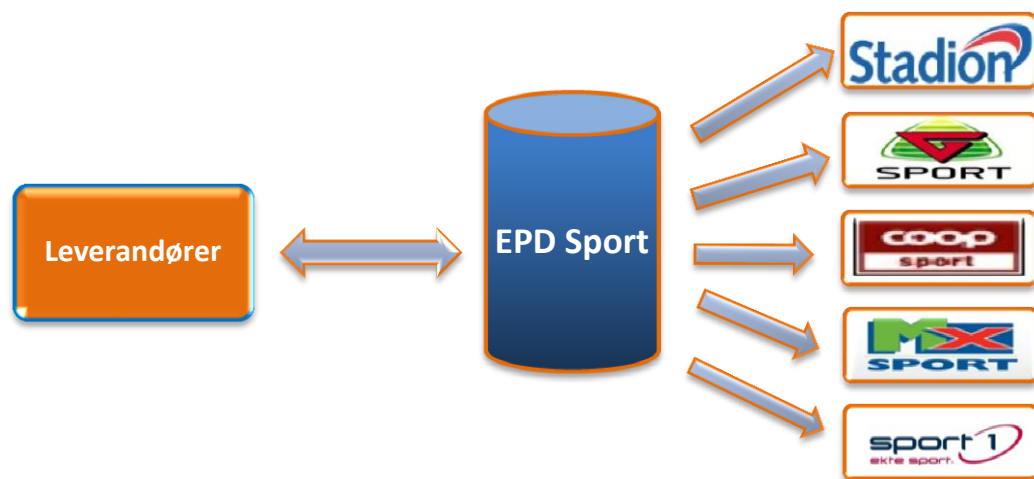 Stadion
SPORT
Leverandører
EPD Sport
coop
sport
MX
SPORT
sport 1
ekte sport.